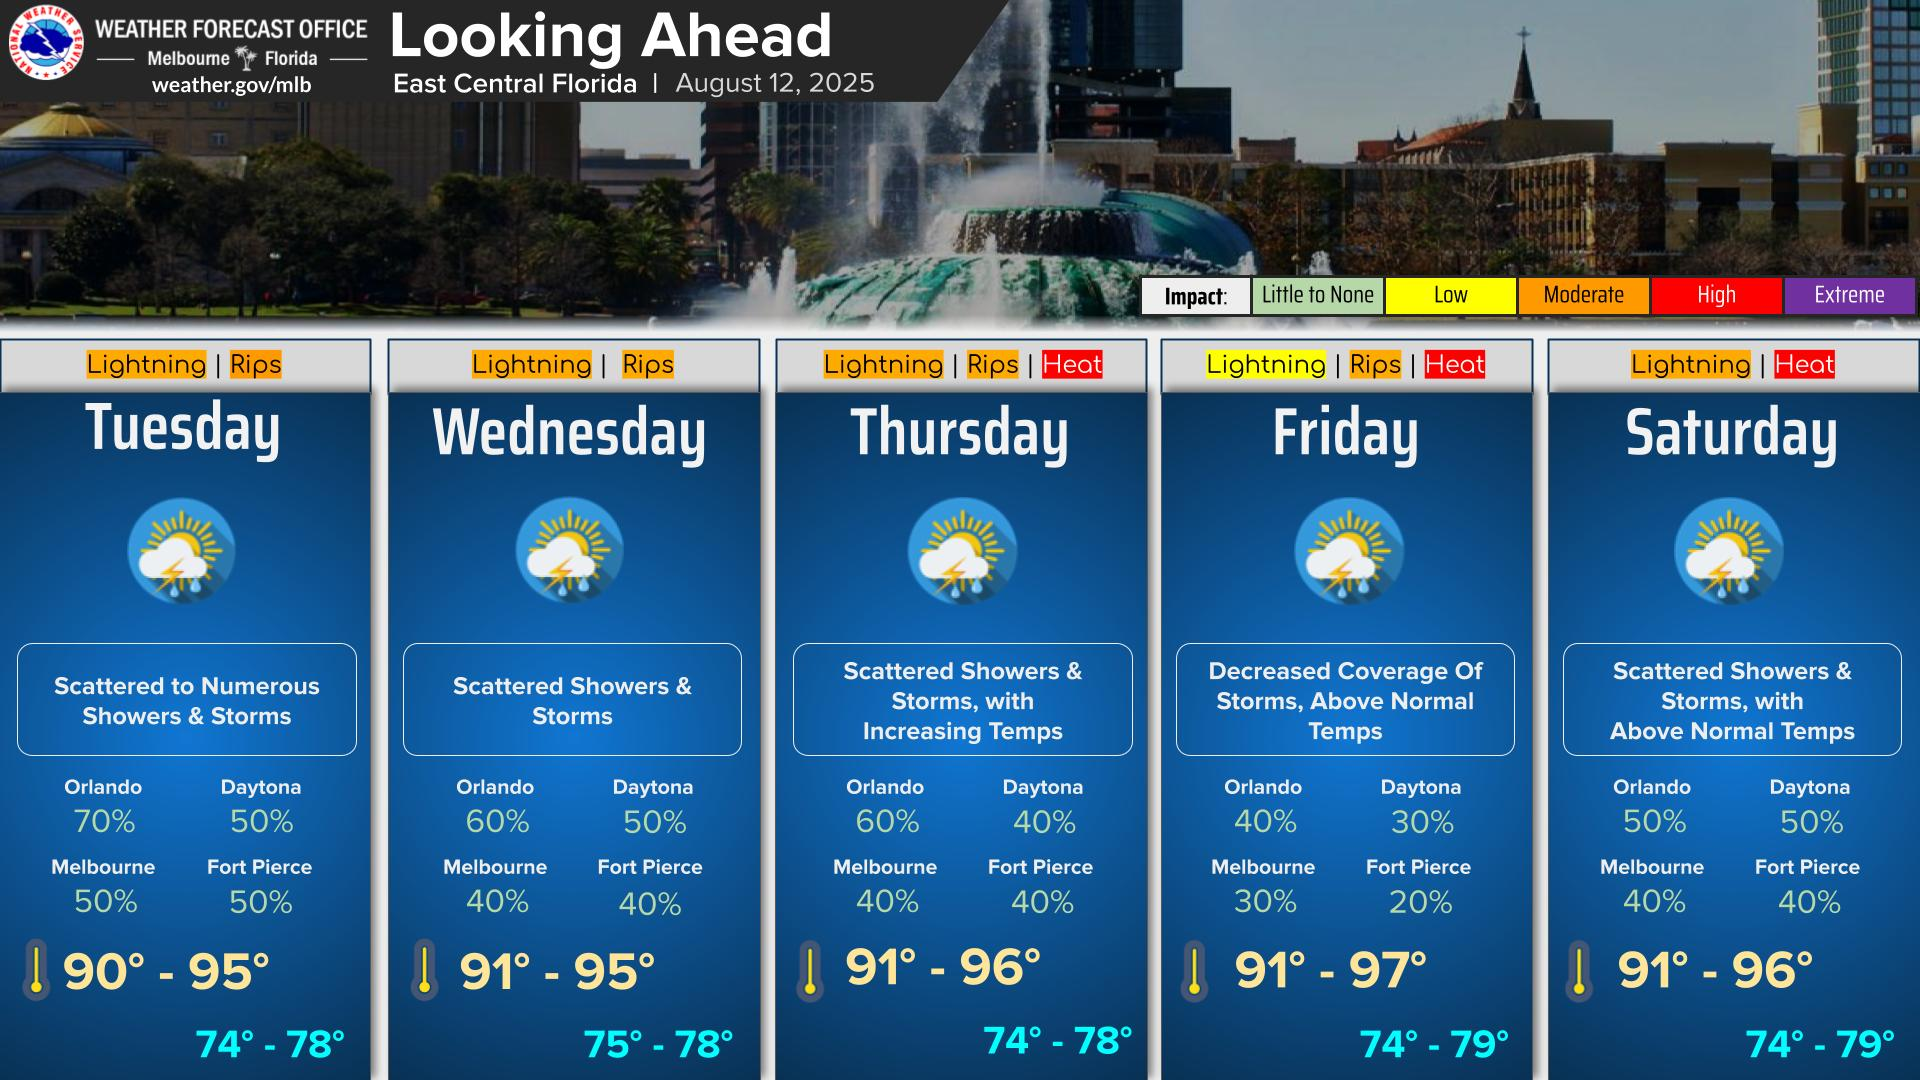 NATIONAL WEATHER SERVICE
WEATHER FORECAST OFFICE
Melbourne Florida
weather.gov/mlb
Looking Ahead
East Central Florida | August 12, 2025
Impact: Little to None Low Moderate High Extreme
Lightning | Rips
Tuesday
Scattered to Numerous
Showers & Storms
Orlando Daytona
70% 50%
Melbourne Fort Pierce
50% 50%
90° - 95°
74° - 78°
Lightning | Rips
Wednesday
Scattered Showers &
Storms
Orlando Daytona
60% 50%
Melbourne Fort Pierce
40% 40%
91° - 95°
75° - 78°
Lightning | Rips | Heat
Thursday
Scattered Showers &
Storms, with
Increasing Temps
Orlando Daytona
60% 40%
Melbourne Fort Pierce
40% 40%
91° - 96°
74° - 78°
Lightning | Rips | Heat
Friday
Decreased Coverage Of
Storms, Above Normal
Temps
Orlando Daytona
40% 30%
Melbourne Fort Pierce
30% 20%
91° - 97°
74° - 79°
Lightning | Heat
Saturday
Scattered Showers &
Storms, with
Above Normal Temps
Orlando Daytona
50% 50%
Melbourne Fort Pierce
40% 40%
91° - 96°
74° - 79°